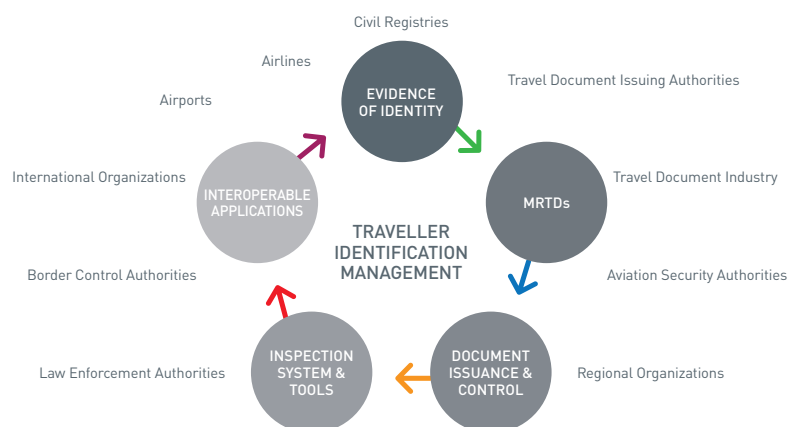 Civil Registries
Airlines
Travel Document Issuing Authorities
Airports
EVIDENCE
OF IDENTITY
International Organizations
Travel Document Industry
INTEROPERABLE
APPLICATIONS
MRTDs
TRAVELLER
IDENTIFICATION
MANAGEMENT
Border Control Authorities
Aviation Security Authorities
INSPECTION
SYSTEM &
TOOLS
DOCUMENT
ISSUANCE &
CONTROL
Law Enforcement Authorities
Regional Organizations